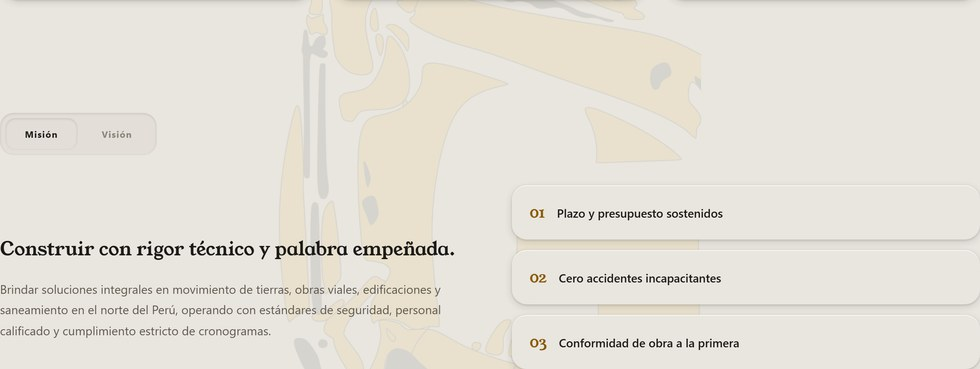 Misión
Visión
Construir con rigor técnico y palabra empeñada.
Brindar soluciones integrales en movimiento de tierras, obras viales, edificaciones y
saneamiento en el norte del Perú, operando con estándares de seguridad, personal
calificado y cumplimiento estricto de cronogramas.
01 Plazo y presupuesto sostenidos
02 Cero accidentes incapacitantes
03 Conformidad de obra a la primera